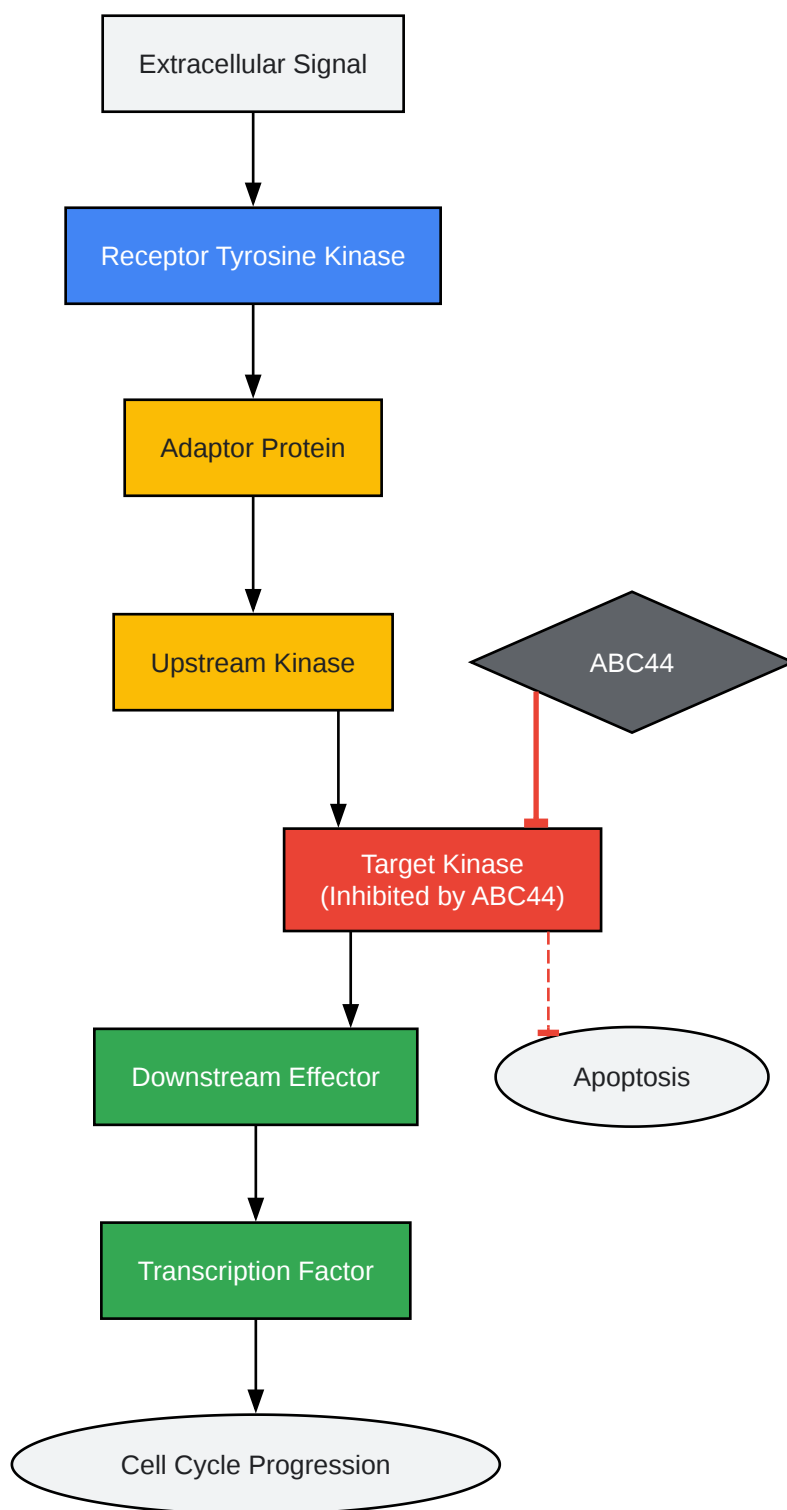 Extracellular Signal
Receptor Tyrosine Kinase
Adaptor Protein
Upstream Kinase
ABC44
Target Kinase
(Inhibited by ABC44)
Downstream Effector
Apoptosis
Transcription Factor
Cell Cycle Progression